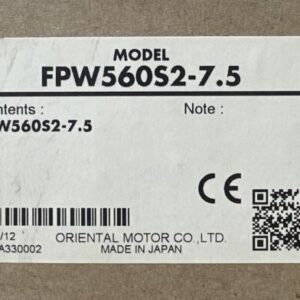 MODEL
FPW560S2-7.5
ntents :
Note :
W560S2-7.5
CE
/12
ORIENTAL MOTOR CO.,LTD.
A330002
MADE IN JAPAN